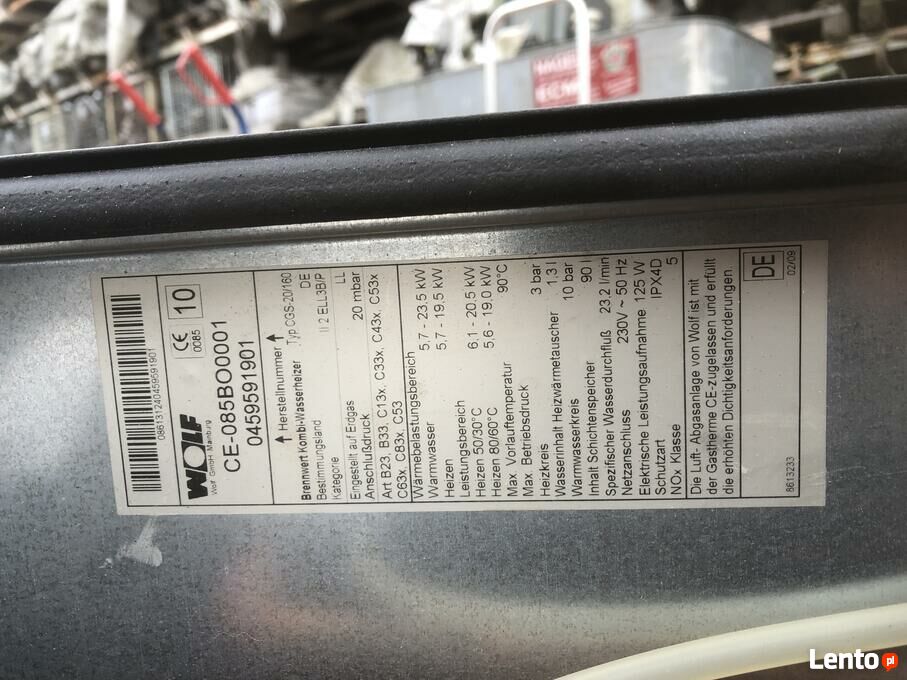 08613124045959​1901
WOLF
Wolf GmbH Mainburg
CE
0085
10
CE-085BO0001
0459591901
Herstellnummer
Brennwert Kombi-Wasserheizer Typ CGS-20/160
Bestimmungsland DE
Kategorie II 2 ELL3B/P
Eingestellt auf Erdgas LL
Anschlußdruck 20 mbar
Art B23, B33, C13x, C33x, C43x, C53x
C63x, C83x, C53
Wärmebelastungsbereich
Warmwasser 5,7 - 23,5 kW
Heizen 5,7 - 19,5 kW
Leistungsbereich
Heizen 50/30°C 6,1 - 20,5 kW
Heizen 80/60°C 5,6 - 19,0 kW
Max. Vorlauftemperatur 90°C
Max. Betriebsdruck
Heizkreis 3 bar
Wasserinhalt Heizwärmetauscher 1,3 l
Warmwasserkreis 10 bar
Inhalt Schichtenspeicher 90 l
Spezifischer Wasserdurchfluß 23,2 l/min
Netzanschluss 230V ~ 50 Hz
Elektrische Leistungsaufnahme 125 W
Schutzart IPX4D
NOx Klasse 5
Die Luft- Abgasanlage von Wolf ist mit
der Gastherme CE-zugelassen und erfüllt
die erhöhten Dichtigkeitsanforderungen.
DE
8613233 02/09
Lento.pl